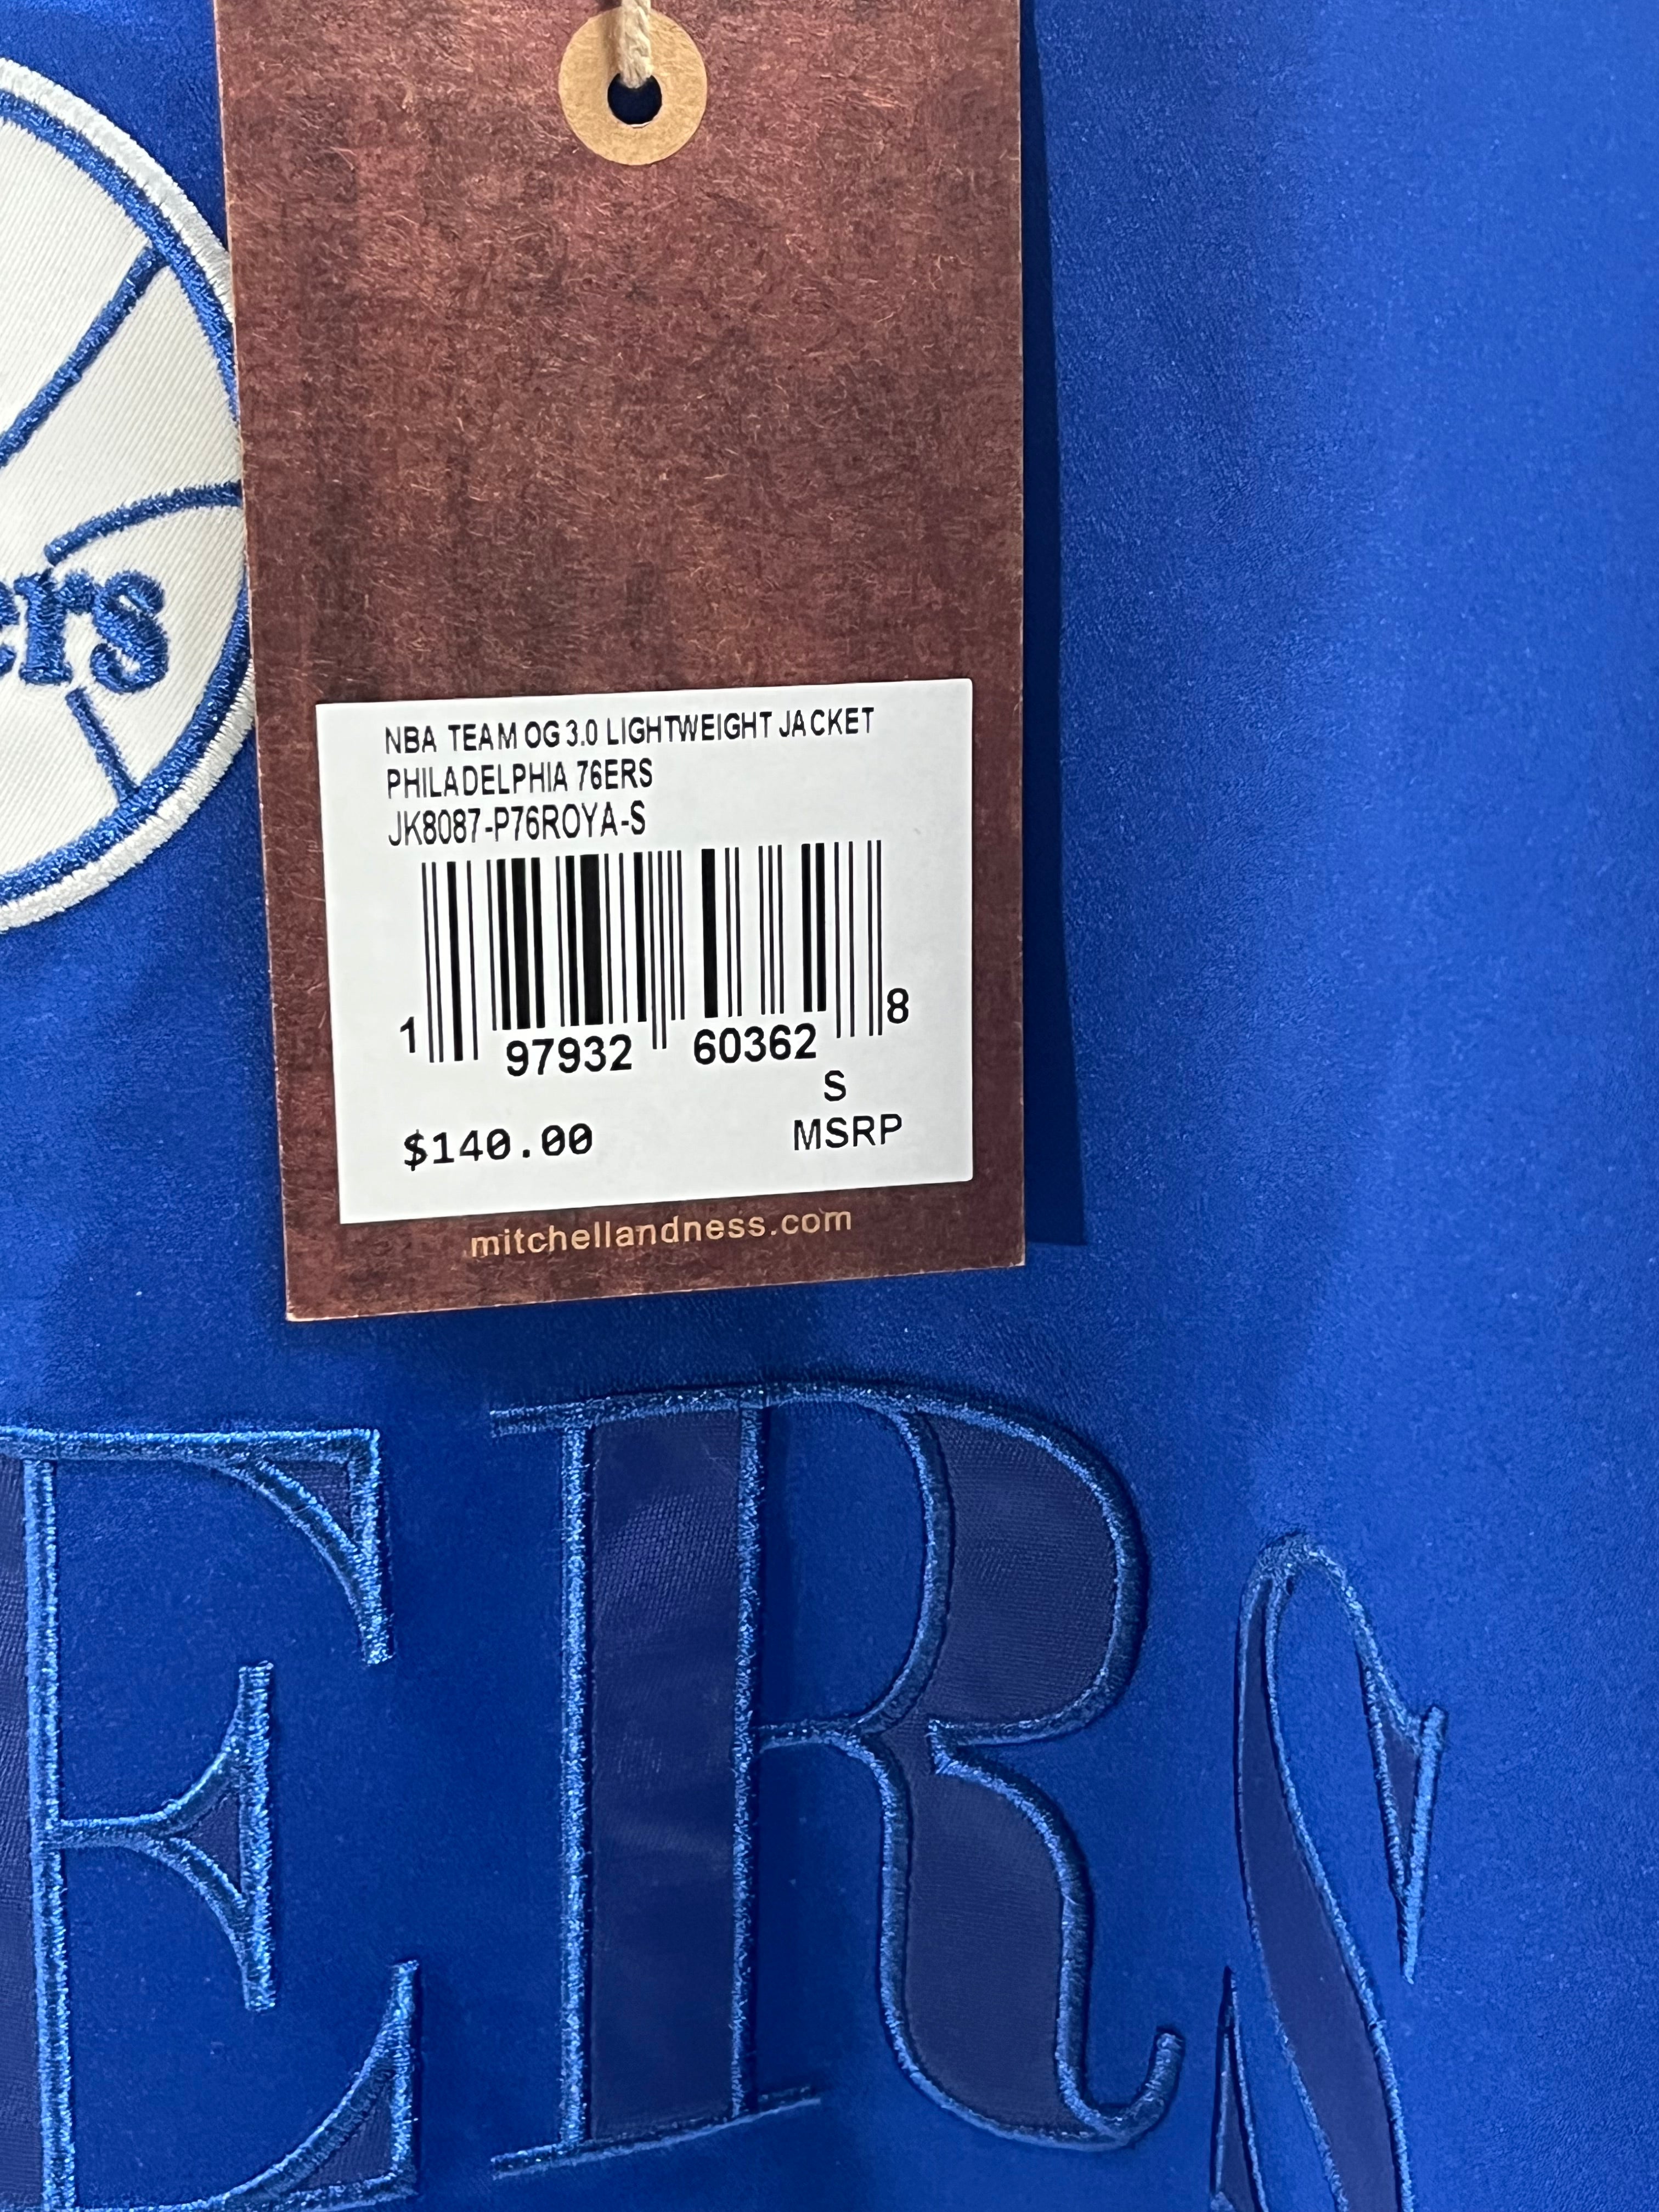 ers
NBA TEAM OG 3.0 LIGHTWEIGHT JACKET
PHILADELPHIA 76ERS
JK8087-P76ROYA-S
1 97932 60362 8
S
$140.00 MSRP
mitchellandness.com
ERS